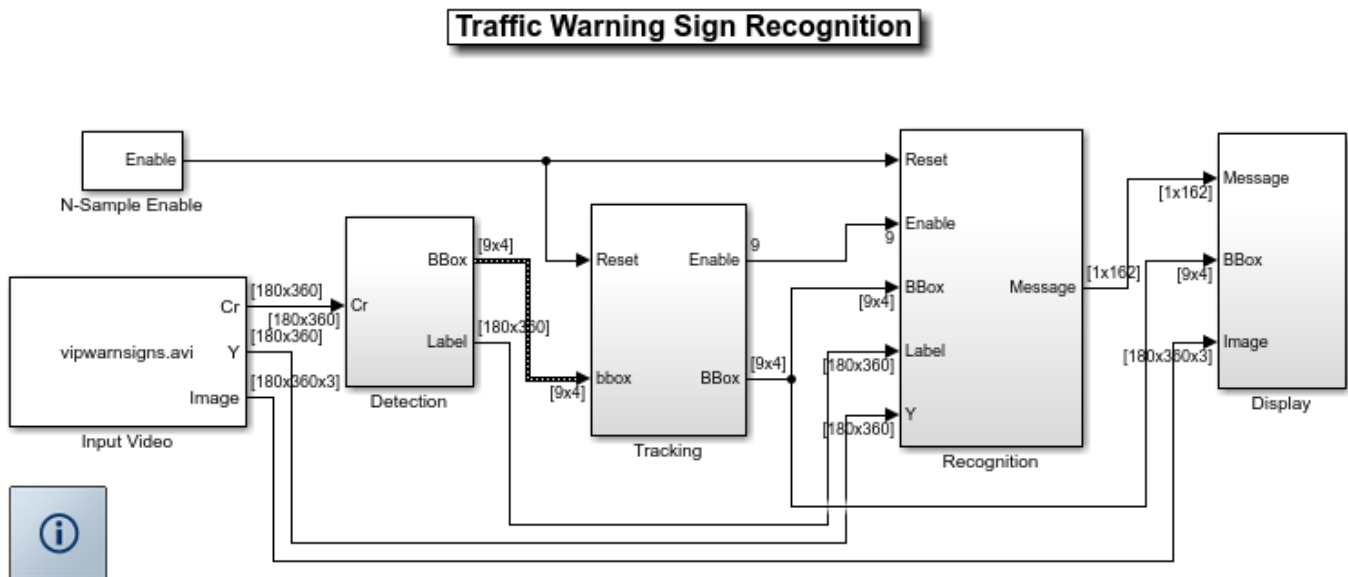 Traffic Warning Sign Recognition
Enable
N-Sample Enable
vipwarnsigns.avi
Cr
Y
Image
Input Video
[180x360]
[180x360]
[180x360]
[180x360x3]
Cr
BBox
Label
Detection
[9x4]
[180x360]
[9x4]
Reset
bbox
Enable
BBox
Tracking
9
[9x4]
9
[9x4]
[180x360]
[180x360]
Reset
Enable
BBox
Label
Y
Message
Recognition
[1x162]
[1x162]
[9x4]
[180x360x3]
Message
BBox
Image
Display
i